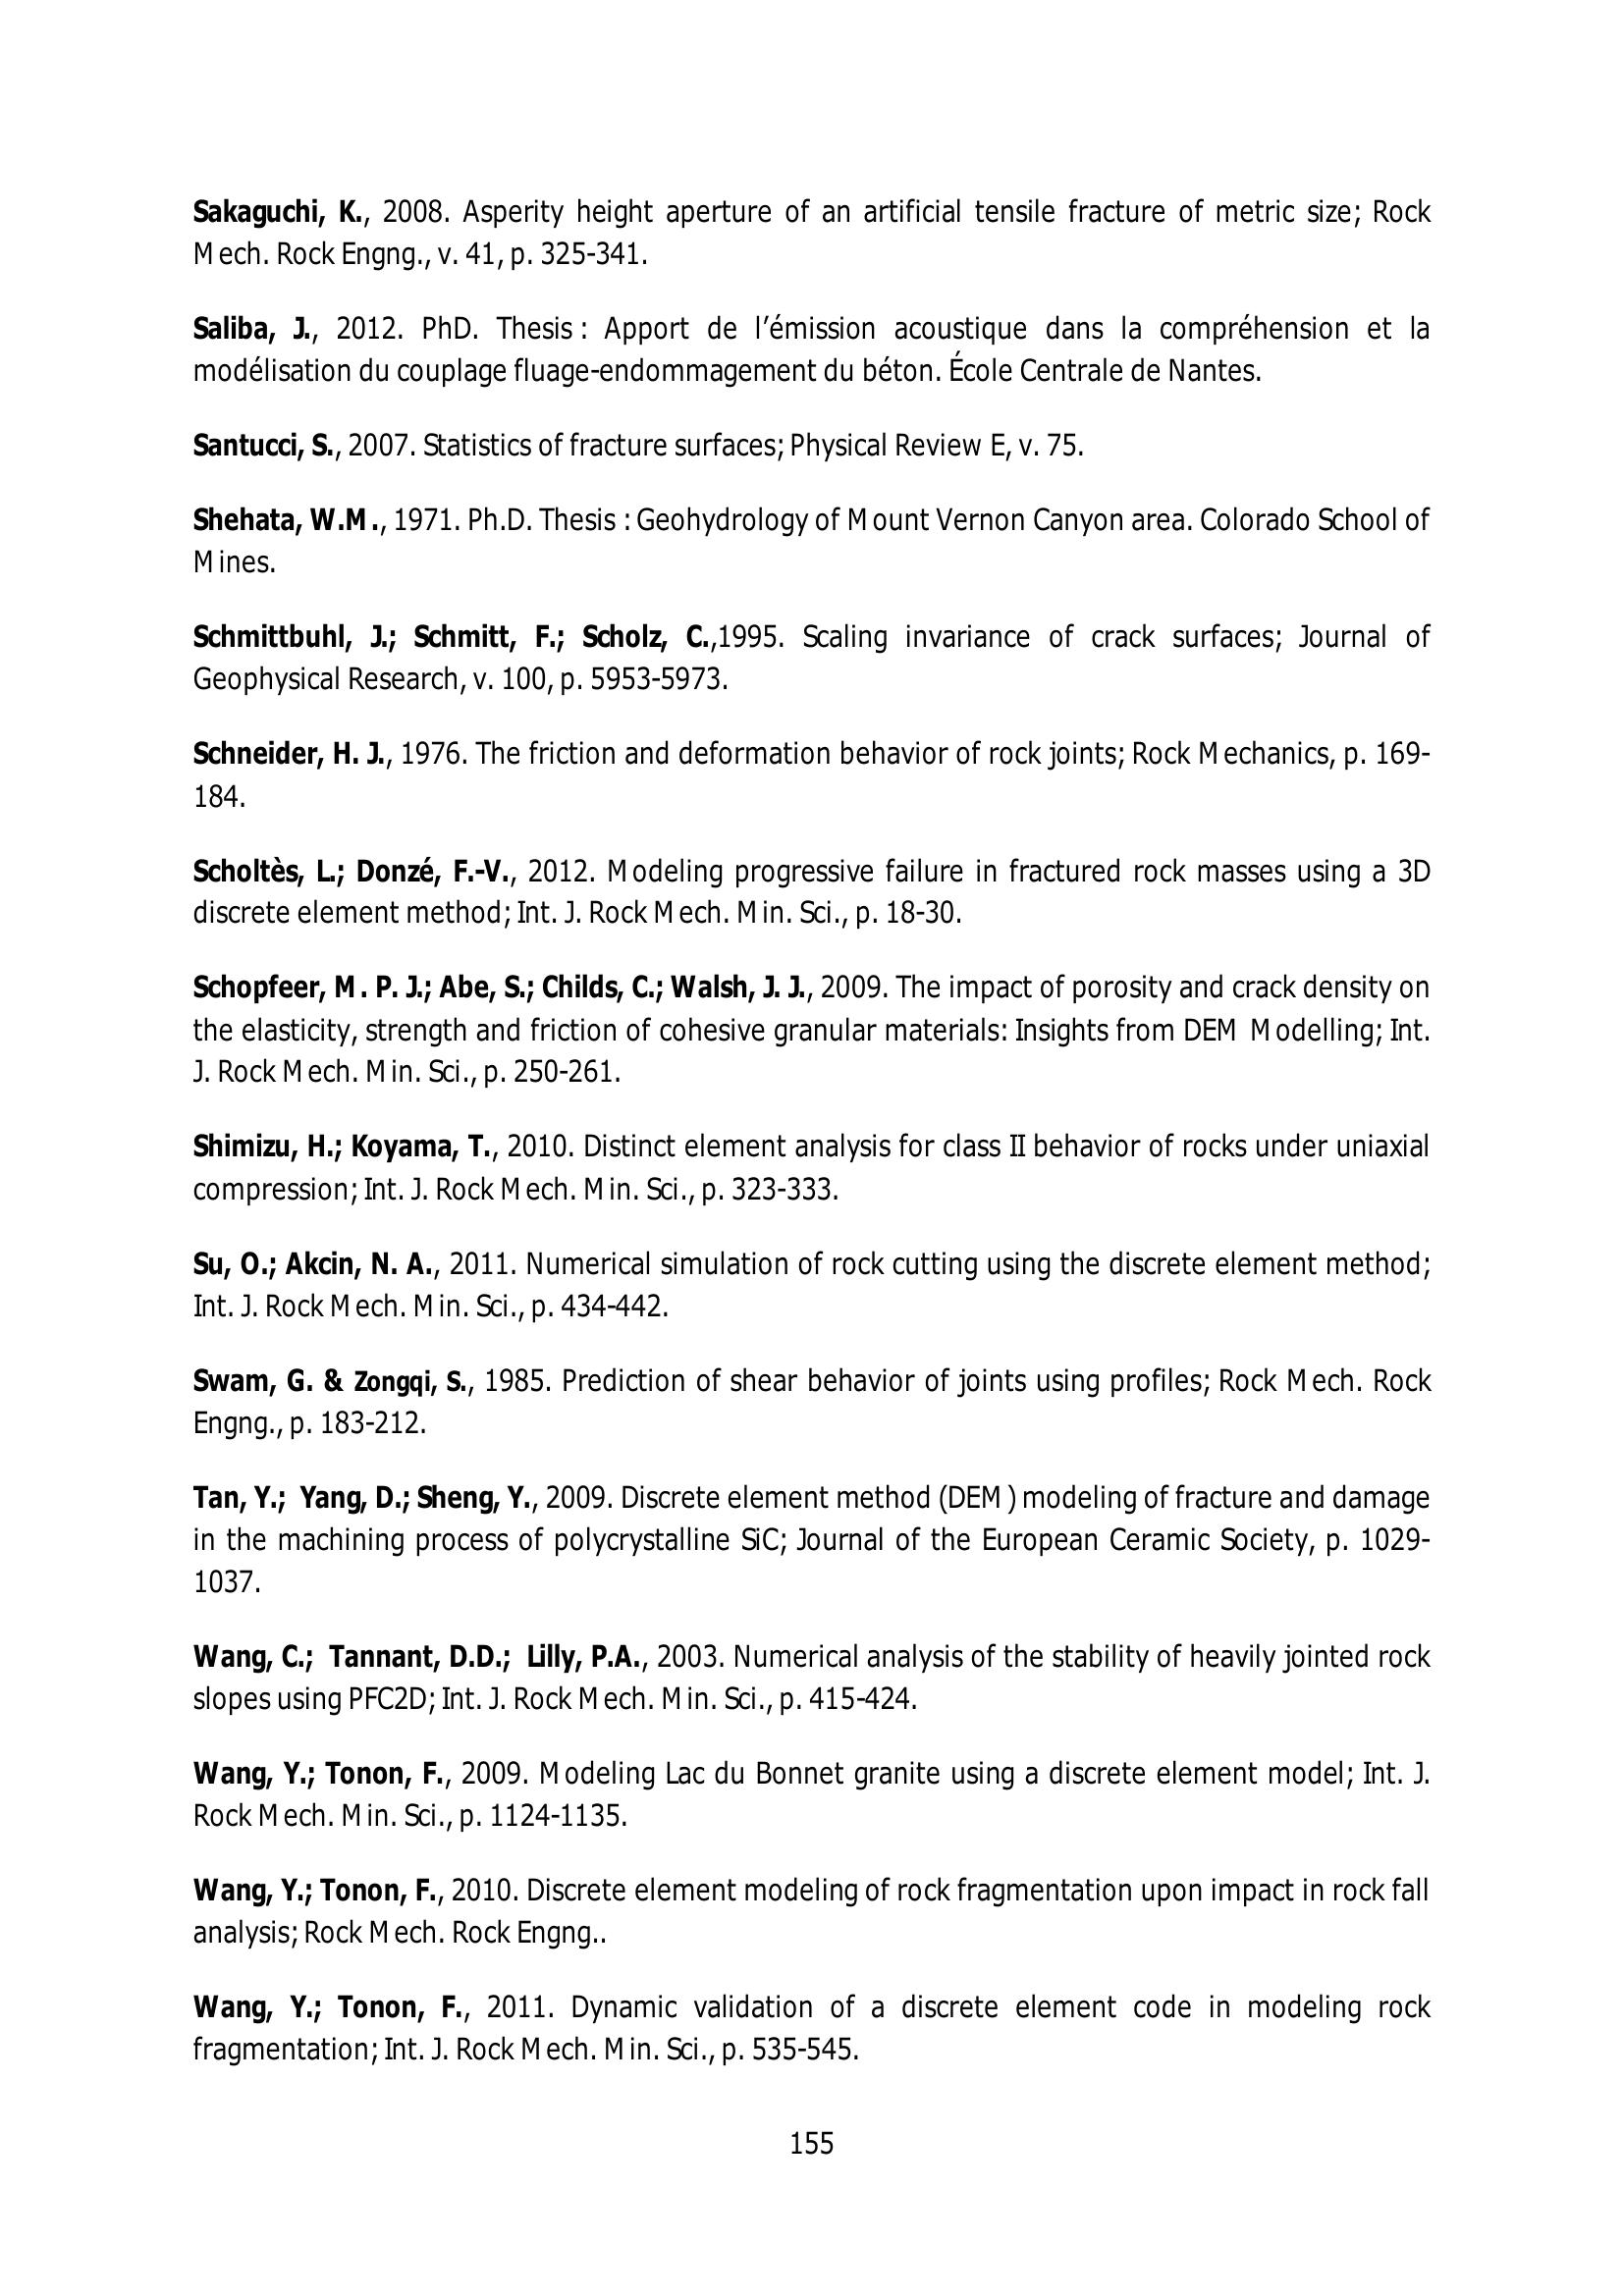 Sakaguchi, K., 2008. Asperity height aperture of an artificial tensile fracture of metric size; Rock
Mech. Rock Engng., v. 41, p. 325-341.
Saliba, J., 2012. PhD. Thesis : Apport de l’émission acoustique dans la compréhension et la
modélisation du couplage fluage-endommagement du béton. École Centrale de Nantes.
Santucci, S., 2007. Statistics of fracture surfaces; Physical Review E, v. 75.
Shehata, W.M., 1971. Ph.D. Thesis : Geohydrology of Mount Vernon Canyon area. Colorado School of
Mines.
Schmittbuhl, J.; Schmitt, F.; Scholz, C.,1995. Scaling invariance of crack surfaces; Journal of
Geophysical Research, v. 100, p. 5953-5973.
Schneider, H. J., 1976. The friction and deformation behavior of rock joints; Rock Mechanics, p. 169-
184.
Scholtès, L.; Donzé, F.-V., 2012. Modeling progressive failure in fractured rock masses using a 3D
discrete element method; Int. J. Rock Mech. Min. Sci., p. 18-30.
Schopfeer, M. P. J.; Abe, S.; Childs, C.; Walsh, J. J., 2009. The impact of porosity and crack density on
the elasticity, strength and friction of cohesive granular materials: Insights from DEM Modelling; Int.
J. Rock Mech. Min. Sci., p. 250-261.
Shimizu, H.; Koyama, T., 2010. Distinct element analysis for class II behavior of rocks under uniaxial
compression; Int. J. Rock Mech. Min. Sci., p. 323-333.
Su, O.; Akcin, N. A., 2011. Numerical simulation of rock cutting using the discrete element method;
Int. J. Rock Mech. Min. Sci., p. 434-442.
Swam, G. & Zongqi, S., 1985. Prediction of shear behavior of joints using profiles; Rock Mech. Rock
Engng., p. 183-212.
Tan, Y.; Yang, D.; Sheng, Y., 2009. Discrete element method (DEM) modeling of fracture and damage
in the machining process of polycrystalline SiC; Journal of the European Ceramic Society, p. 1029-
1037.
Wang, C.; Tannant, D.D.; Lilly, P.A., 2003. Numerical analysis of the stability of heavily jointed rock
slopes using PFC2D; Int. J. Rock Mech. Min. Sci., p. 415-424.
Wang, Y.; Tonon, F., 2009. Modeling Lac du Bonnet granite using a discrete element model; Int. J.
Rock Mech. Min. Sci., p. 1124-1135.
Wang, Y.; Tonon, F., 2010. Discrete element modeling of rock fragmentation upon impact in rock fall
analysis; Rock Mech. Rock Engng..
Wang, Y.; Tonon, F., 2011. Dynamic validation of a discrete element code in modeling rock
fragmentation; Int. J. Rock Mech. Min. Sci., p. 535-545.
155